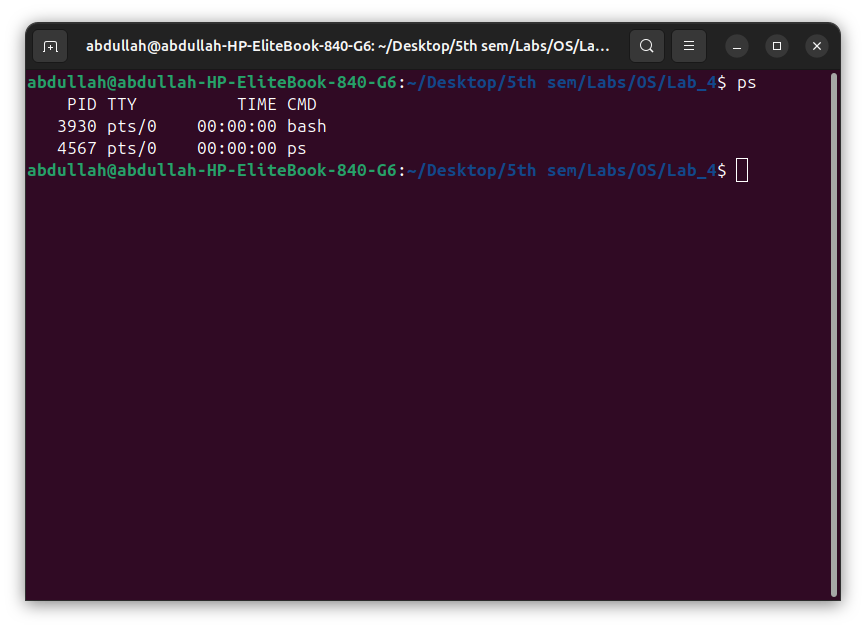 abdullah@abdullah-HP-EliteBook-840-G6: ~/Desktop/5th sem/Labs/OS/La...
abdullah@abdullah-HP-EliteBook-840-G6:~/Desktop/5th sem/Labs/OS/Lab_4$ ps
    PID TTY          TIME CMD
   3930 pts/0    00:00:00 bash
   4567 pts/0    00:00:00 ps
abdullah@abdullah-HP-EliteBook-840-G6:~/Desktop/5th sem/Labs/OS/Lab_4$